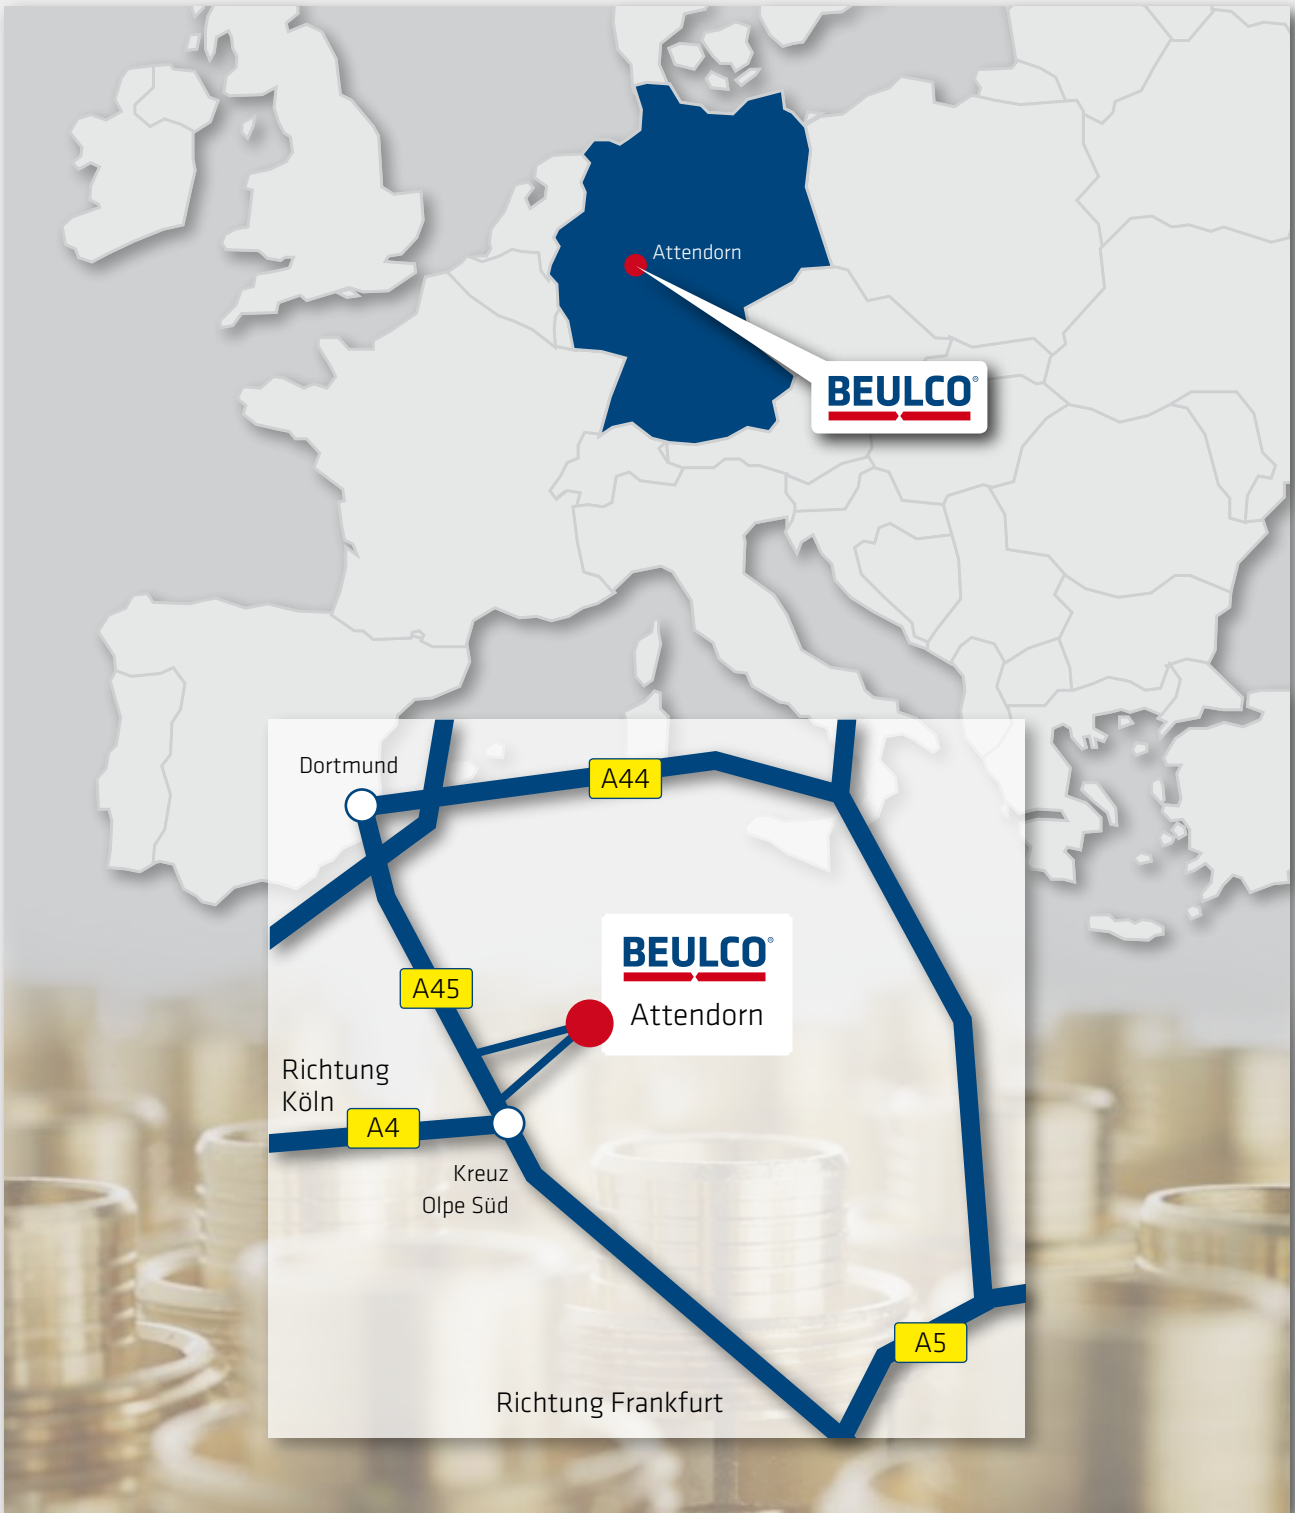 Attendorn
BEULCO®
Dortmund
A44
BEULCO®
A45
Attendorn
Richtung
Köln
A4
Kreuz
Olpe Süd
A5
Richtung Frankfurt